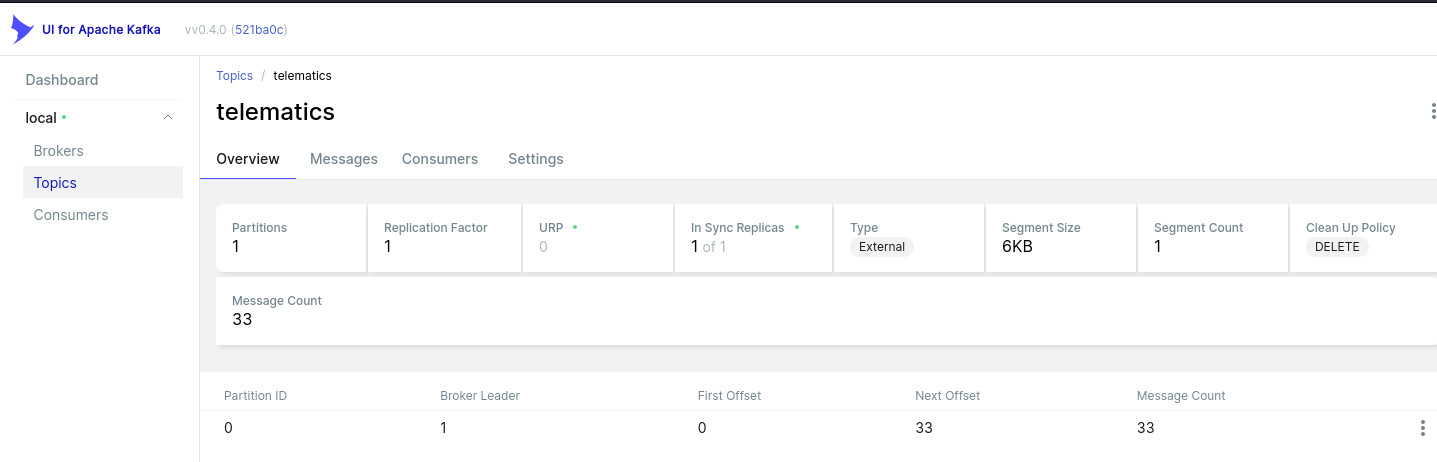 UI for Apache Kafka vv0.4.0 (521ba0c)
Dashboard
local
Brokers
Topics
Consumers
Topics / telematics
telematics
Overview Messages Consumers Settings
Partitions Replication Factor URP In Sync Replicas Type Segment Size Segment Count Clean Up Policy
1 1 0 1 of 1 External 6KB 1 DELETE
Message Count
33
Partition ID Broker Leader First Offset Next Offset Message Count
0 1 0 33 33